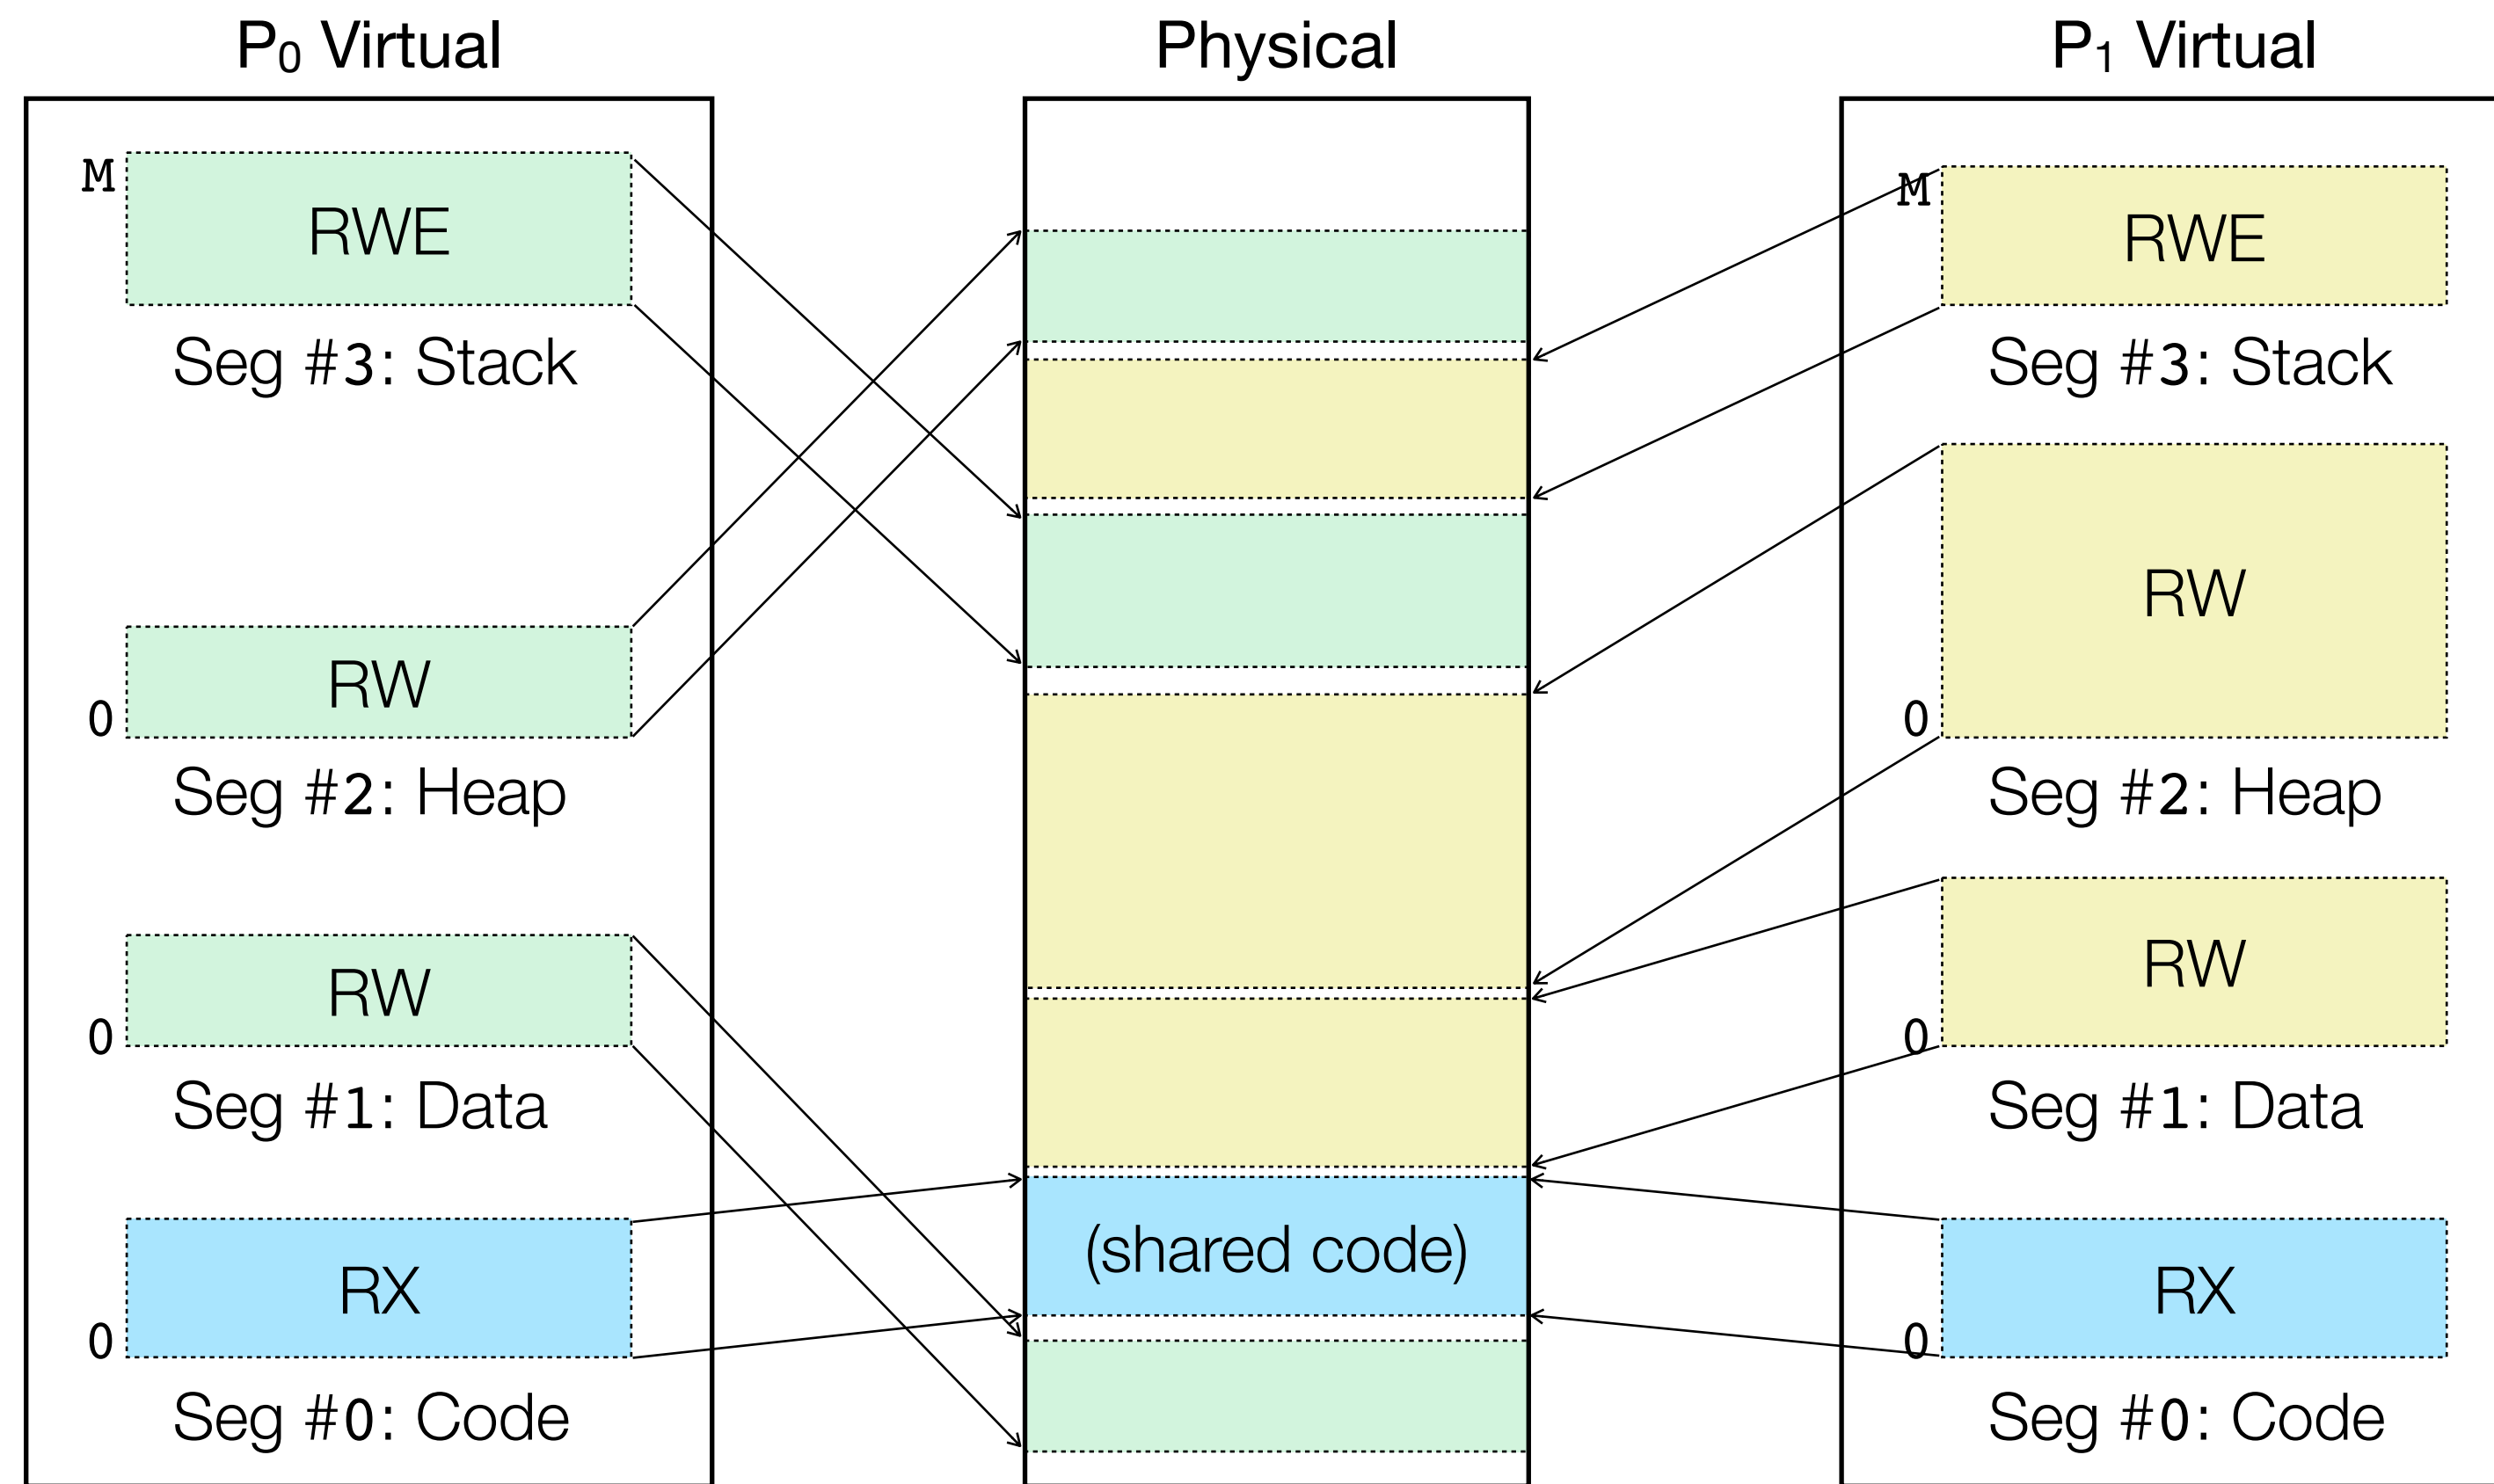 P₀ Virtual
Physical
P₁ Virtual
M
RWE
Seg #3: Stack
RW
0
Seg #2: Heap
RW
0
Seg #1: Data
RX
0
Seg #0: Code
(shared code)
M
RWE
Seg #3: Stack
RW
0
Seg #2: Heap
RW
0
Seg #1: Data
RX
0
Seg #0: Code